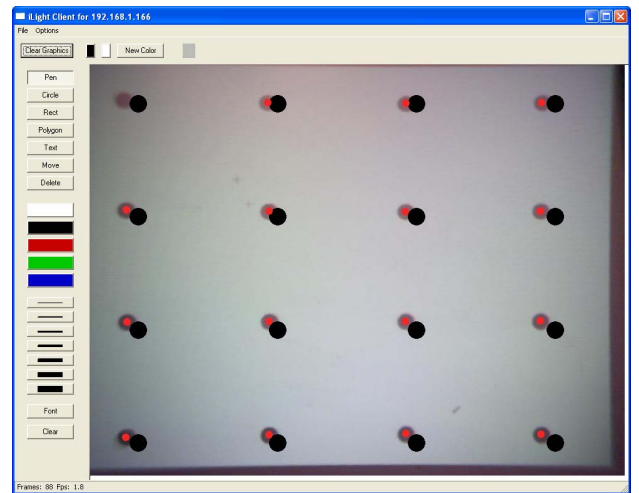 iLight Client for 192.168.1.166
File Options
Clear Graphics New Color
Pen
Circle
Rect
Polygon
Text
Move
Delete
Font
Clear
Frames: 88 Fps: 1.8